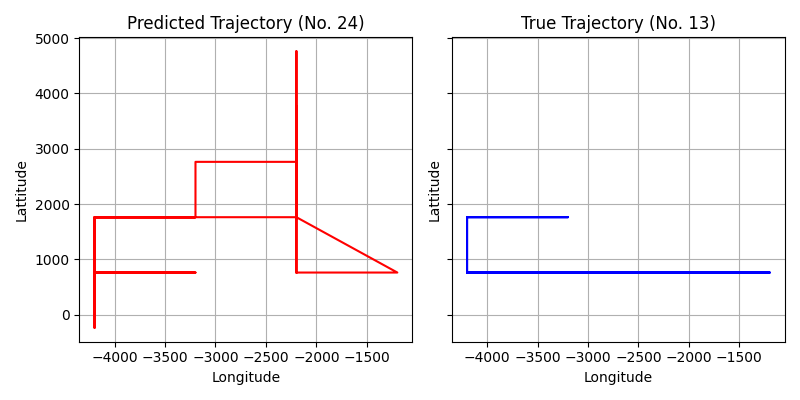 Predicted Trajectory (No. 24)
True Trajectory (No. 13)
Lattitude
5000
4000
3000
2000
1000
0
−4000 −3500 −3000 −2500 −2000 −1500
Longitude
Lattitude
−4000 −3500 −3000 −2500 −2000 −1500
Longitude